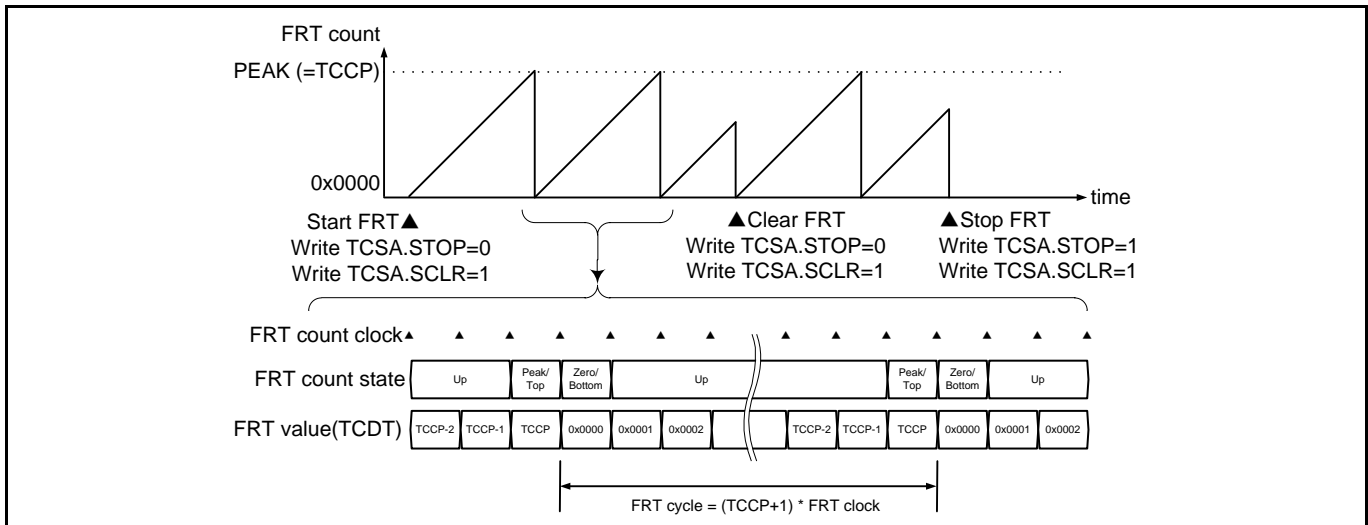 FRT count
PEAK (=TCCP)
0x0000
time
Start FRT▲
Write TCSA.STOP=0
Write TCSA.SCLR=1
▲Clear FRT
Write TCSA.STOP=0
Write TCSA.SCLR=1
▲Stop FRT
Write TCSA.STOP=1
Write TCSA.SCLR=1
FRT count clock
FRT count state
Up
Peak/
Top
Zero/
Bottom
Up
Peak/
Top
Zero/
Bottom
Up
FRT value(TCDT)
TCCP-2 TCCP-1 TCCP 0x0000 0x0001 0x0002 TCCP-2 TCCP-1 TCCP 0x0000 0x0001 0x0002
FRT cycle = (TCCP+1) * FRT clock